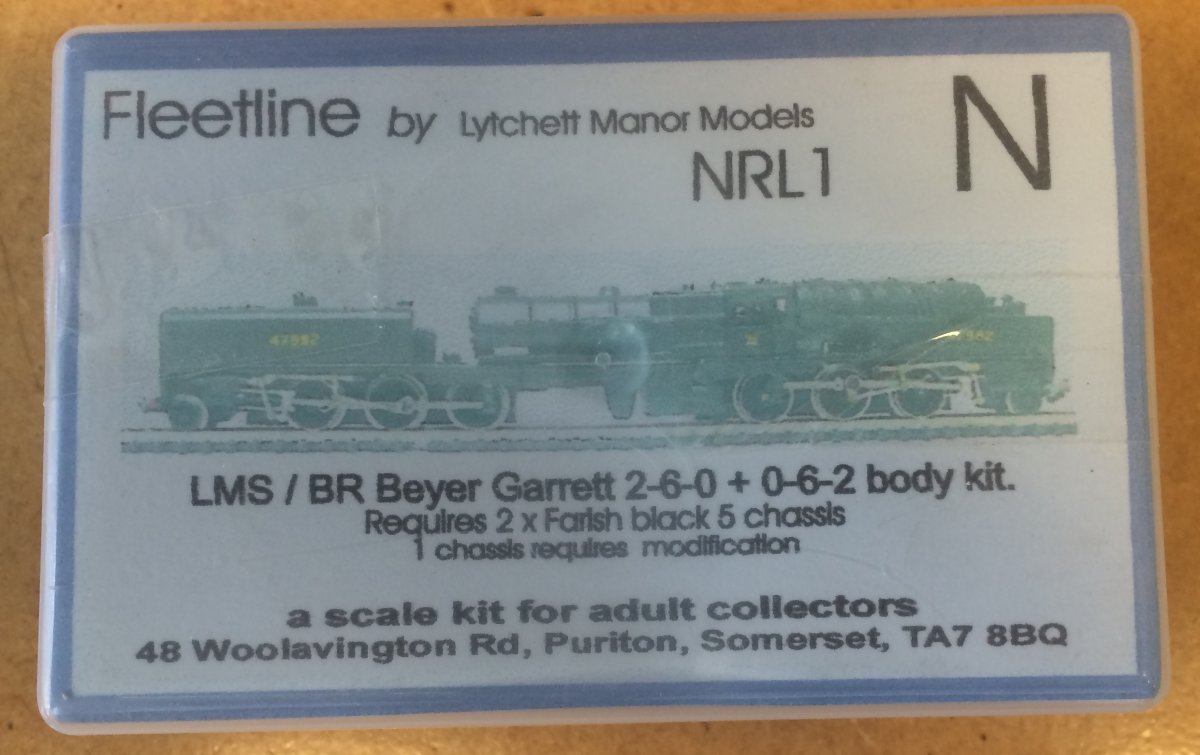 Fleetline by Lytchett Manor Models
N
NRL1
47982
LMS / BR Beyer Garrett 2-6-0 + 0-6-2 body kit.
Requires 2 x Farish black 5 chassis
1 chassis requires modification
a scale kit for adult collectors
48 Woolavington Rd, Puriton, Somerset, TA7 8BQ